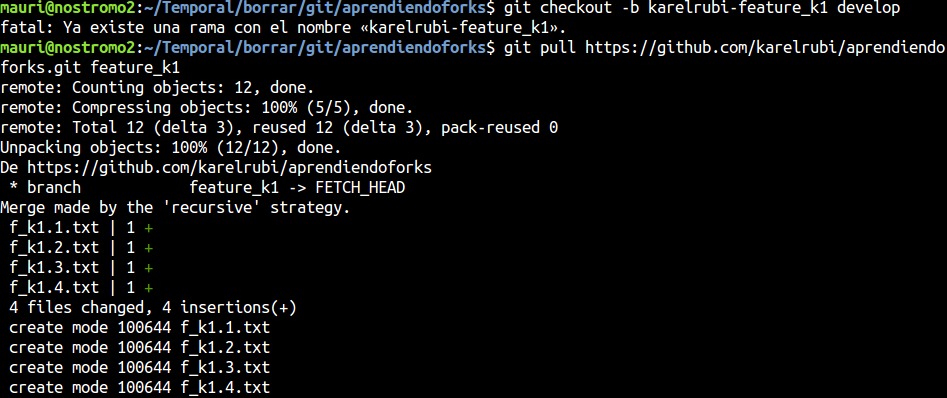 mauri@nostromo2:~/Temporal/borrar/git/aprendiendoforks$ git checkout -b karelrubi-feature_k1 develop
fatal: Ya existe una rama con el nombre «karelrubi-feature_k1».
mauri@nostromo2:~/Temporal/borrar/git/aprendiendoforks$ git pull https://github.com/karelrubi/aprendiendo
forks.git feature_k1
remote: Counting objects: 12, done.
remote: Compressing objects: 100% (5/5), done.
remote: Total 12 (delta 3), reused 12 (delta 3), pack-reused 0
Unpacking objects: 100% (12/12), done.
De https://github.com/karelrubi/aprendiendoforks
 * branch            feature_k1 -> FETCH_HEAD
Merge made by the 'recursive' strategy.
 f_k1.1.txt | 1 +
 f_k1.2.txt | 1 +
 f_k1.3.txt | 1 +
 f_k1.4.txt | 1 +
 4 files changed, 4 insertions(+)
 create mode 100644 f_k1.1.txt
 create mode 100644 f_k1.2.txt
 create mode 100644 f_k1.3.txt
 create mode 100644 f_k1.4.txt